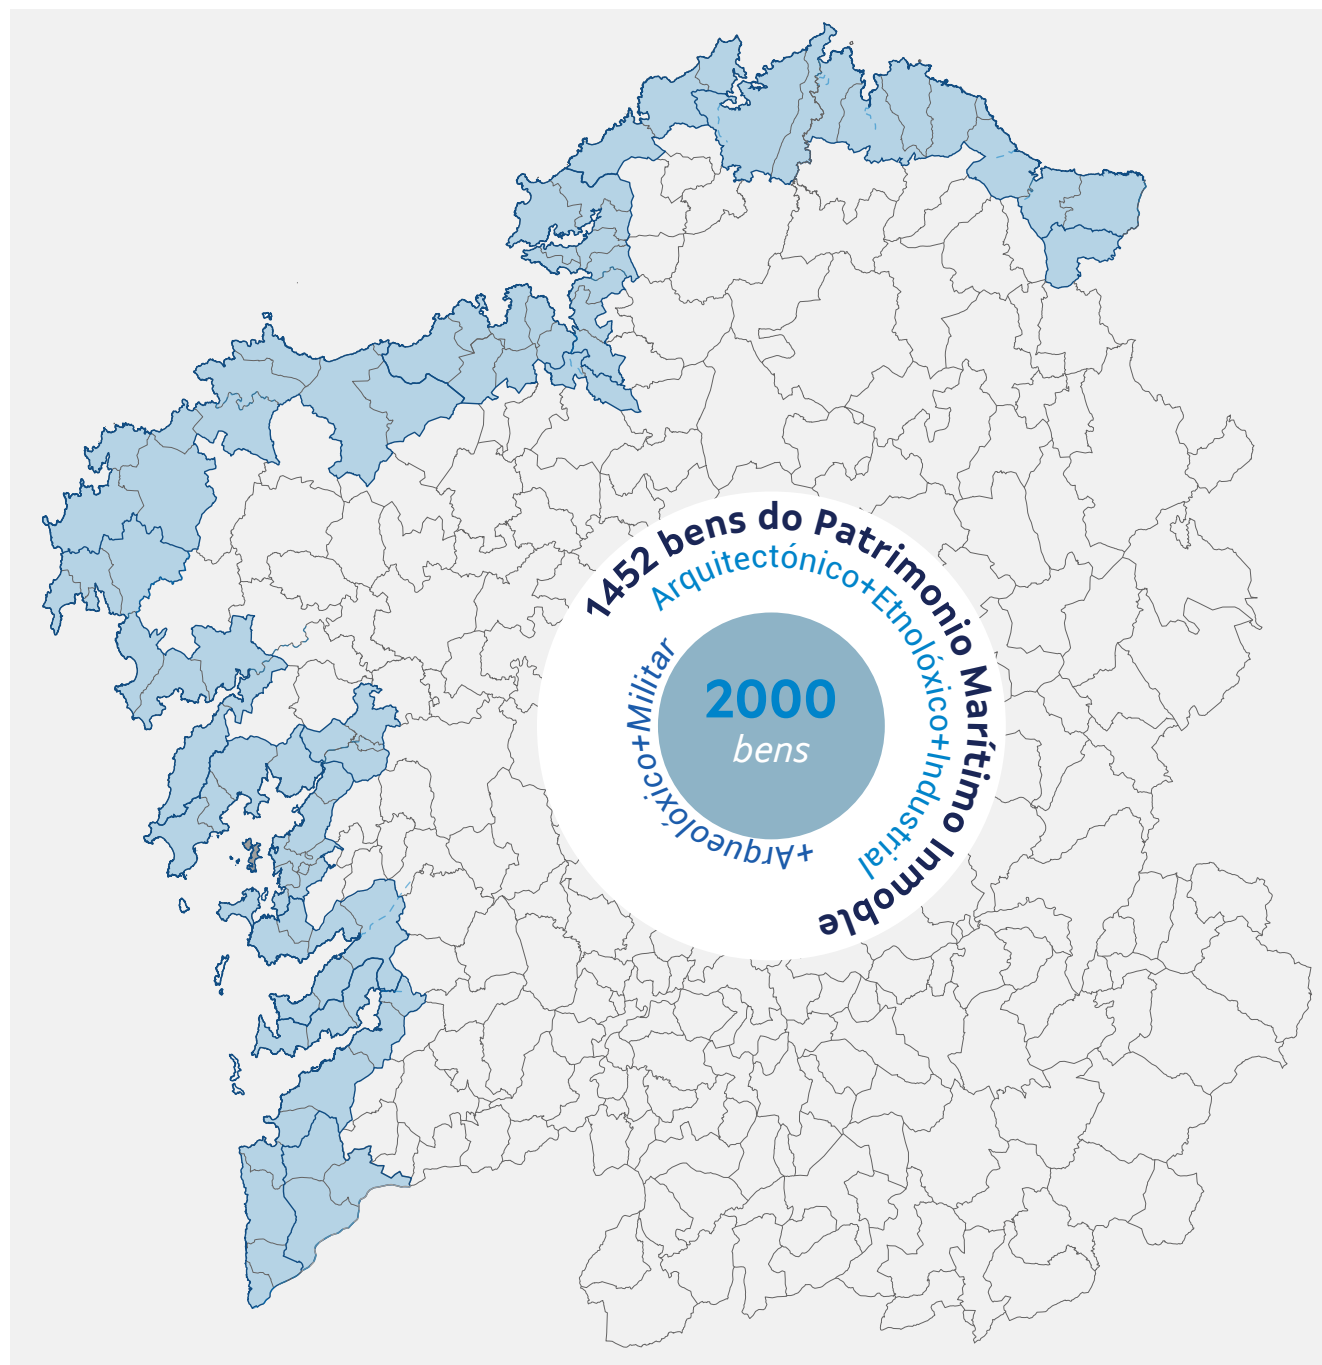 1452 bens do Patrimonio Marítimo Inmoble
Arquitectónico+Etnolóxico+Industrial
+Arqueolóxico+Militar
2000
bens